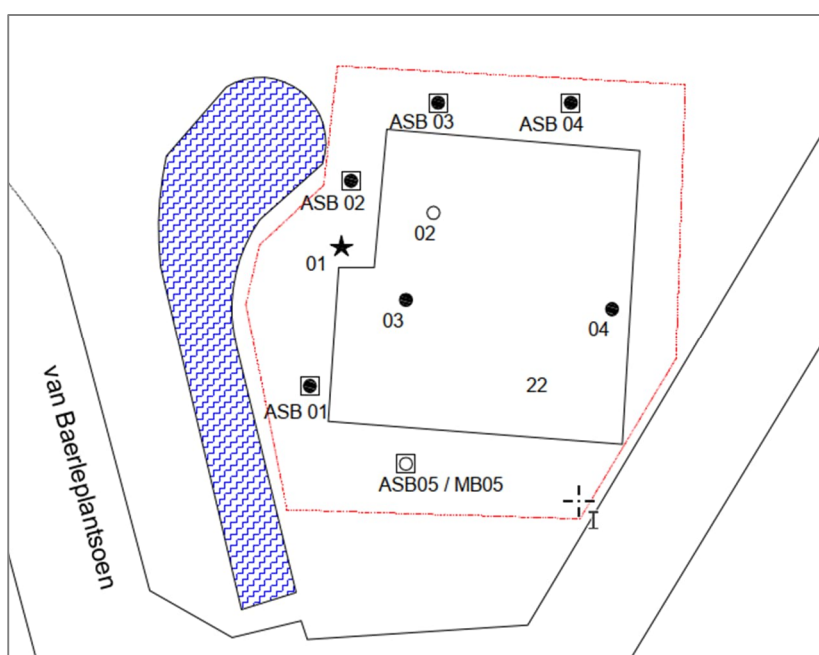 ASB 03
ASB 04
ASB 02
02
01
03
04
22
ASB 01
ASB05 / MB05
van Baerleplantsoen